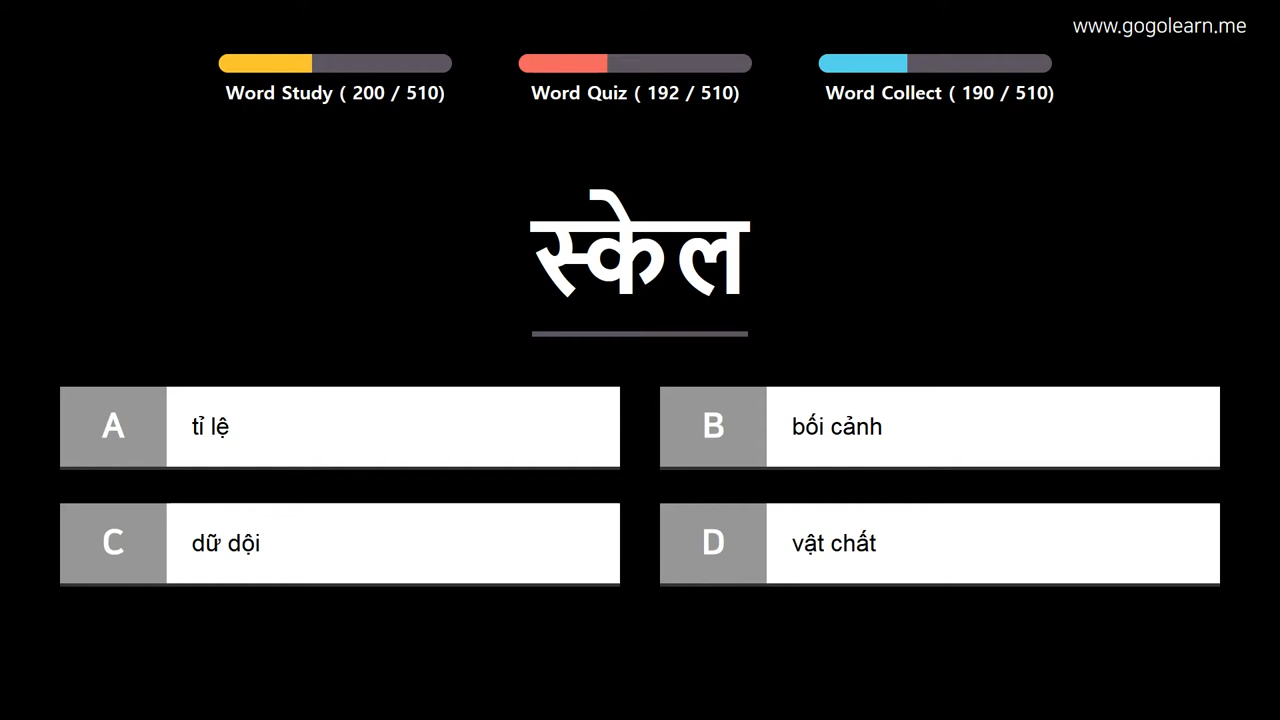 www.gogolearn.me
Word Study ( 200 / 510)
Word Quiz ( 192 / 510)
Word Collect ( 190 / 510)
स्केल
A tỉ lệ
B bối cảnh
C dữ dội
D vật chất